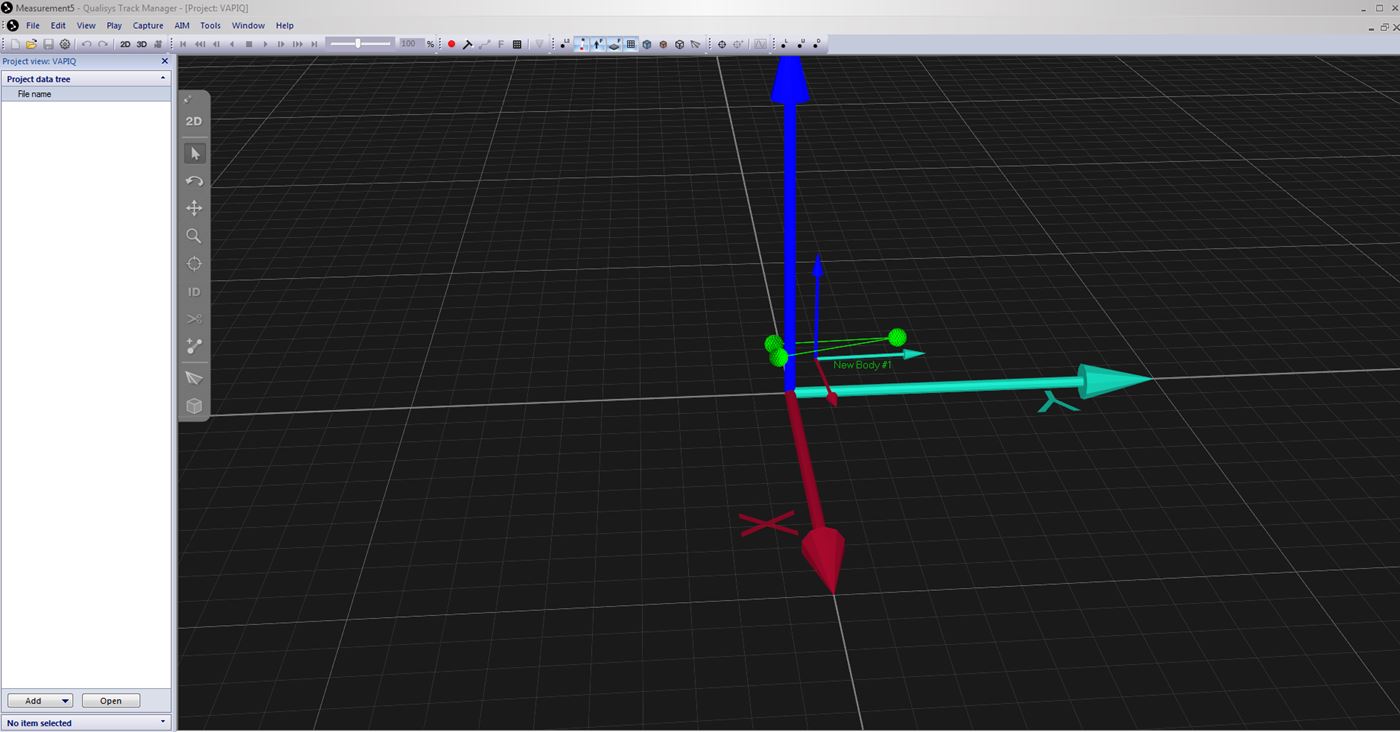 Measurement5 - Qualisys Track Manager - [Project: VAPIQ]
File Edit View Play Capture AIM Tools Window Help
2D 3D 100 % F
Project view: VAPIQ
Project data tree
File name
2D
ID
New Body #1
Y
X
Add Open
No item selected